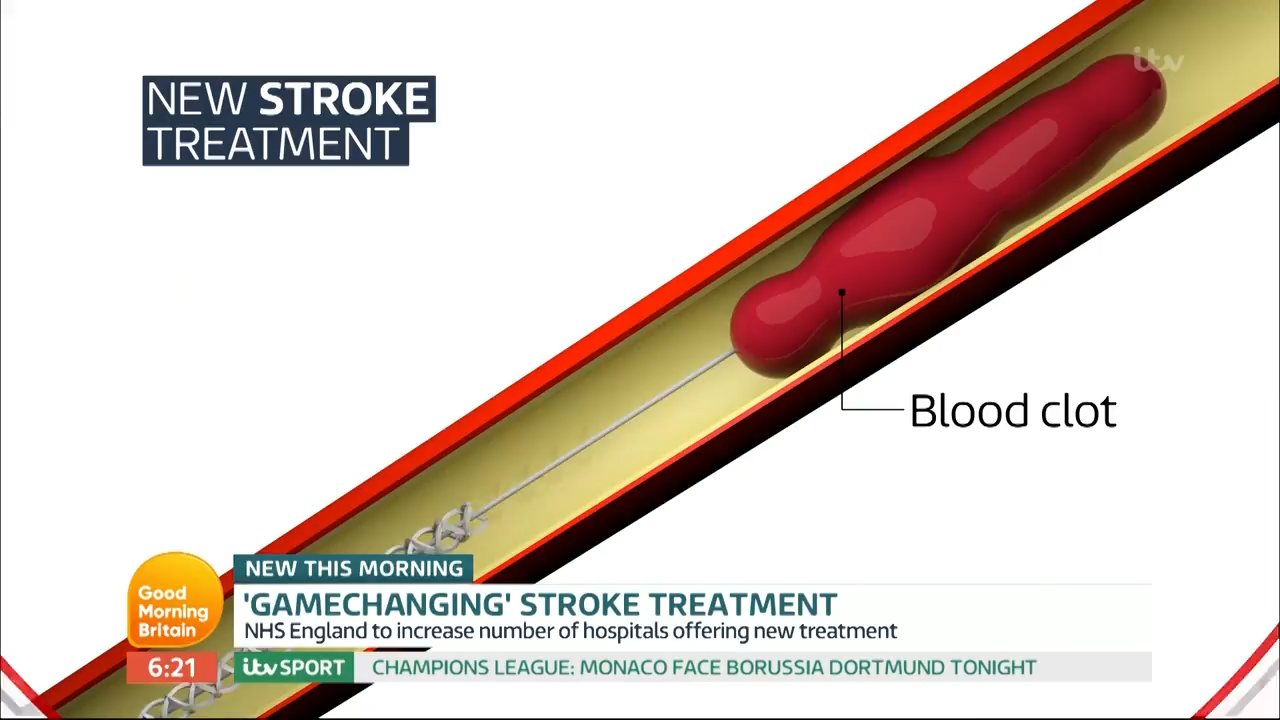 itv
NEW STROKE
TREATMENT
Blood clot
NEW THIS MORNING
Good
Morning
Britain
'GAMECHANGING' STROKE TREATMENT
NHS England to increase number of hospitals offering new treatment
6:21
itv SPORT
CHAMPIONS LEAGUE: MONACO FACE BORUSSIA DORTMUND TONIGHT